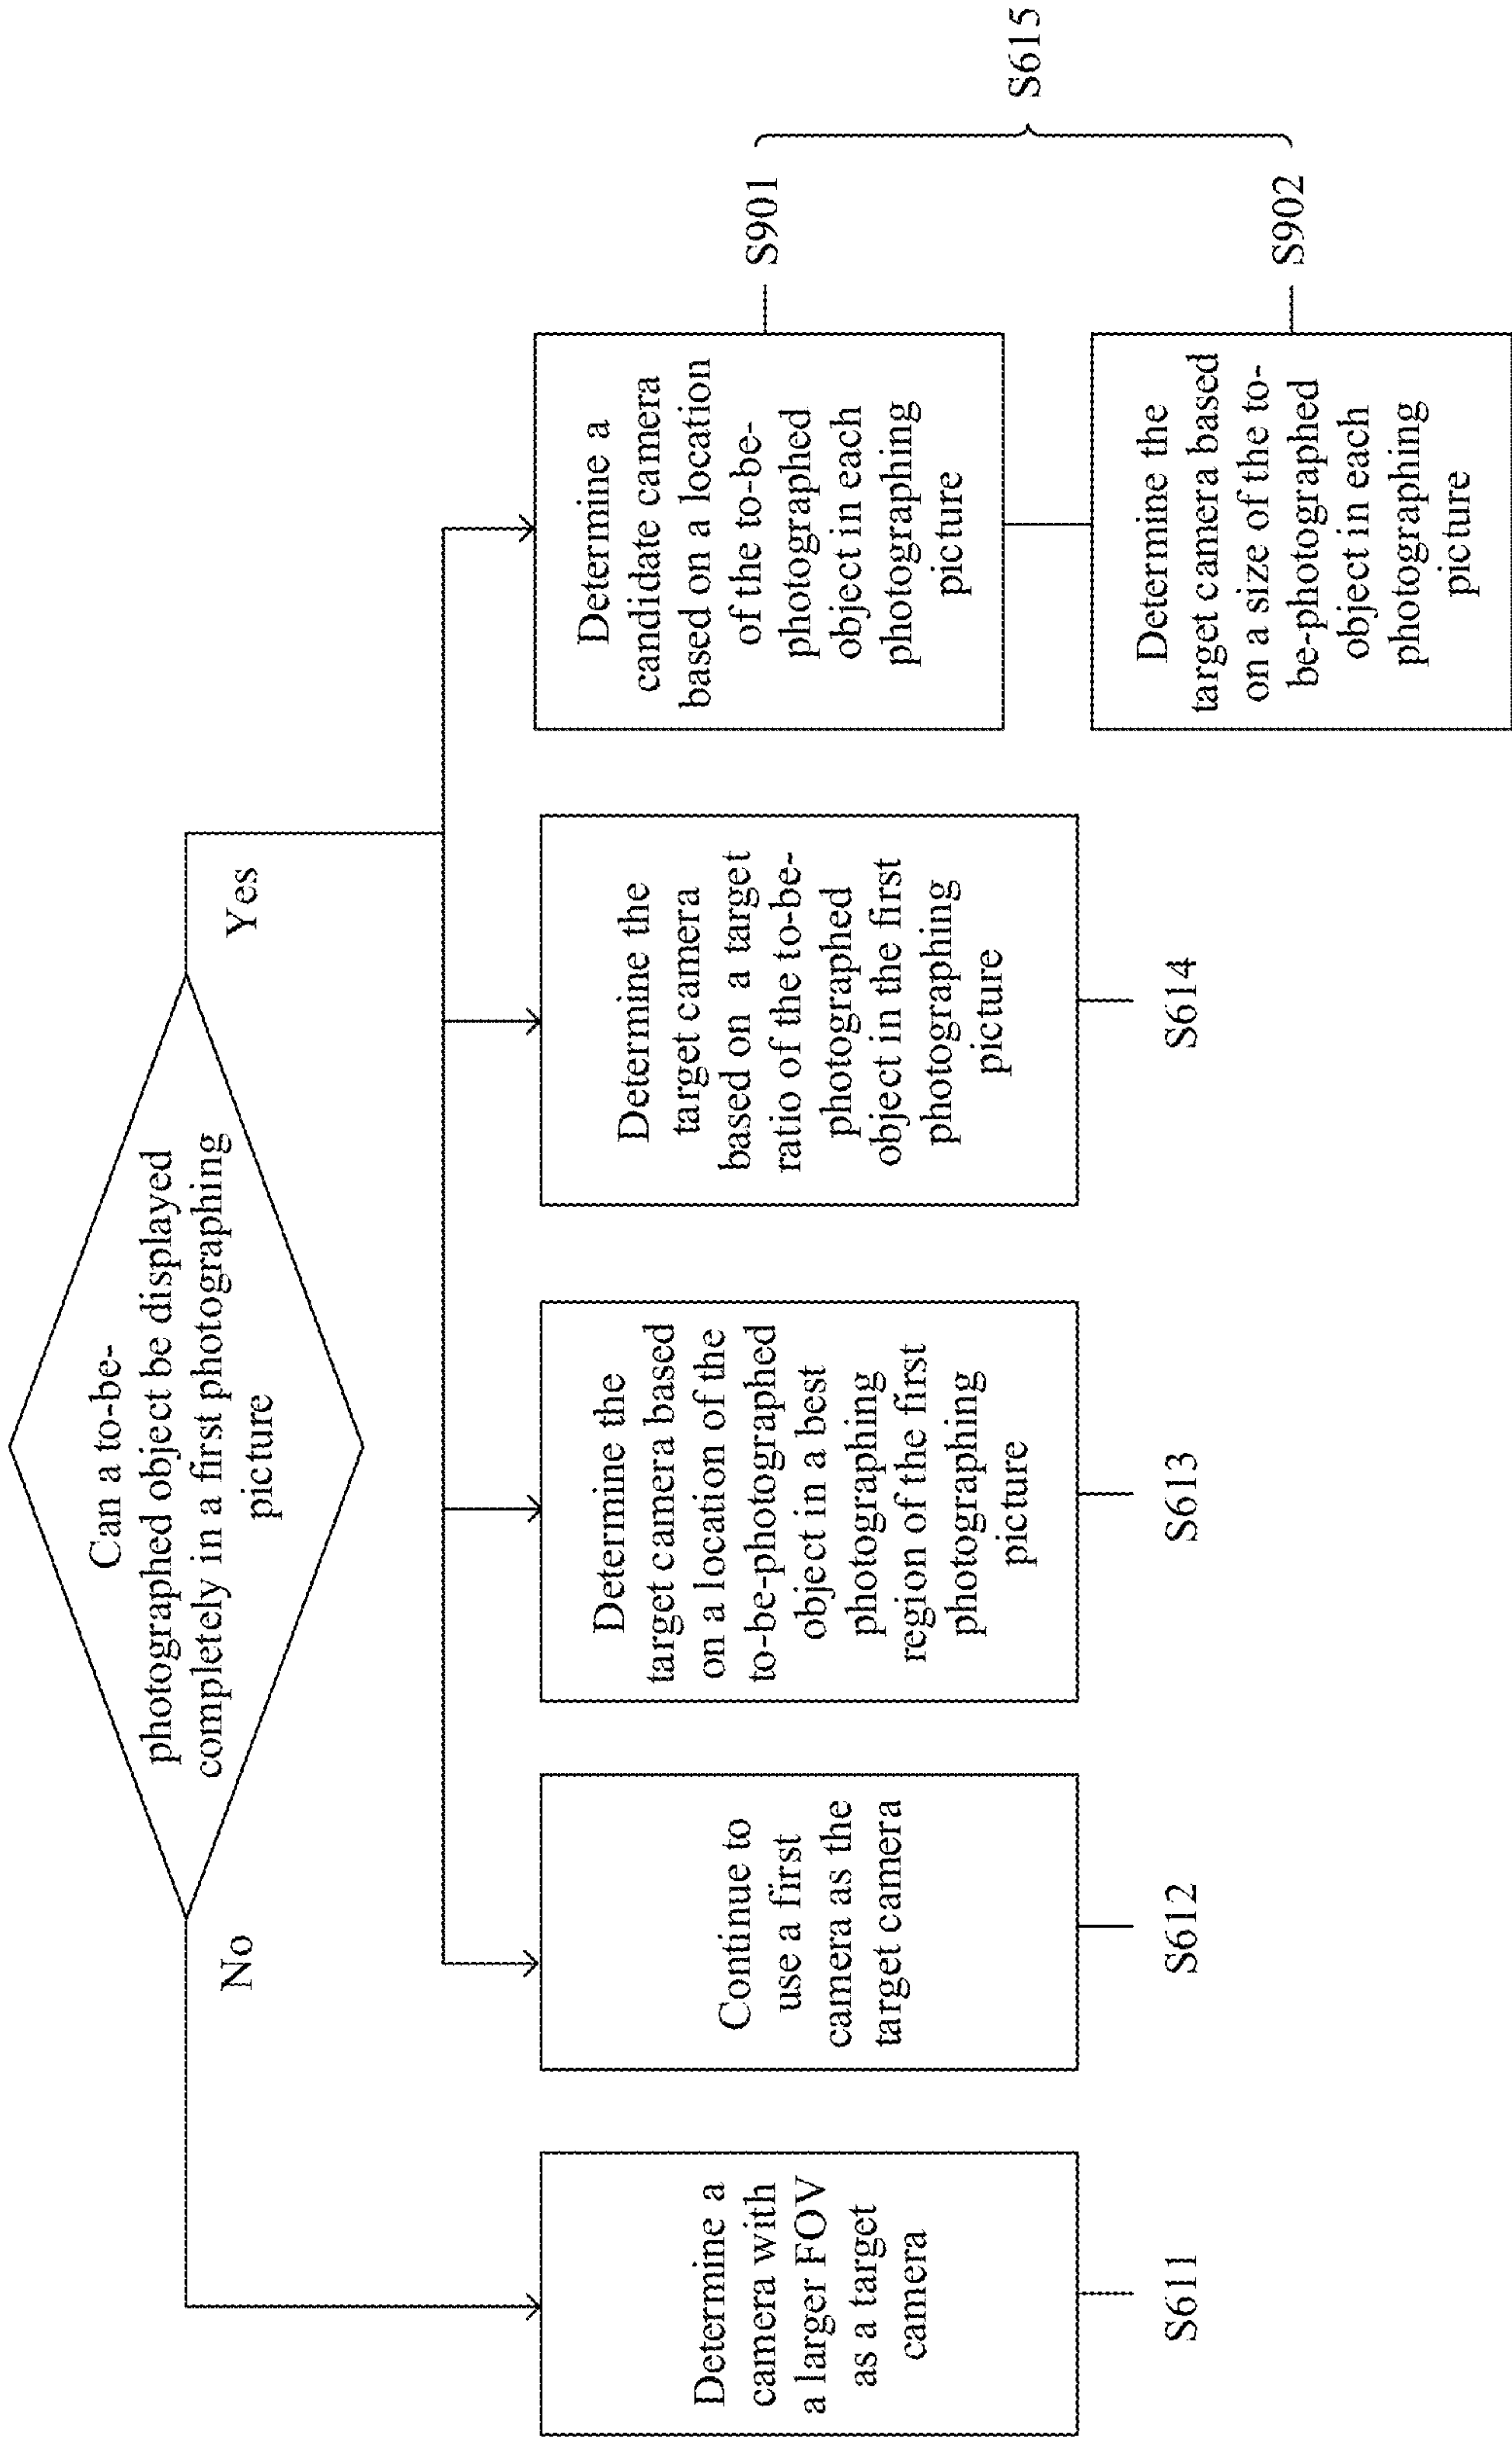 Can a to-be-
photographed object be displayed
completely in a first photographing
picture
No
Yes
Determine a
camera with
a larger FOV
as a target
camera
S611
Continue to
use a first
camera as the
target camera
S612
Determine the
target camera based
on a location of the
to-be-photographed
object in a best
photographing
region of the first
photographing
picture
S613
Determine the
target camera
based on a target
ratio of the to-be-
photographed
object in the first
photographing
picture
S614
Determine a
candidate camera
based on a location
of the to-be-
photographed
object in each
photographing
picture
S901
Determine the
target camera based
on a size of the to-
be-photographed
object in each
photographing
picture
S902
S615